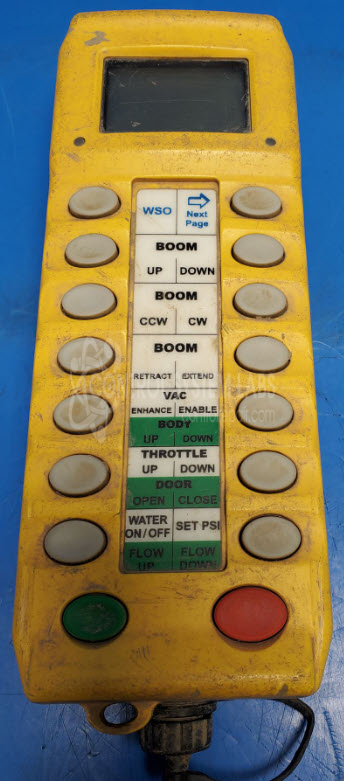 WSO Next
Page
BOOM
UP DOWN
BOOM
CCW CW
BOOM
RETRACT EXTEND
VAC
ENHANCE ENABLE
BODY
UP DOWN
THROTTLE
UP DOWN
DOOR
OPEN CLOSE
WATER
ON/OFF SET PSI
FLOW FLOW
UP DOWN